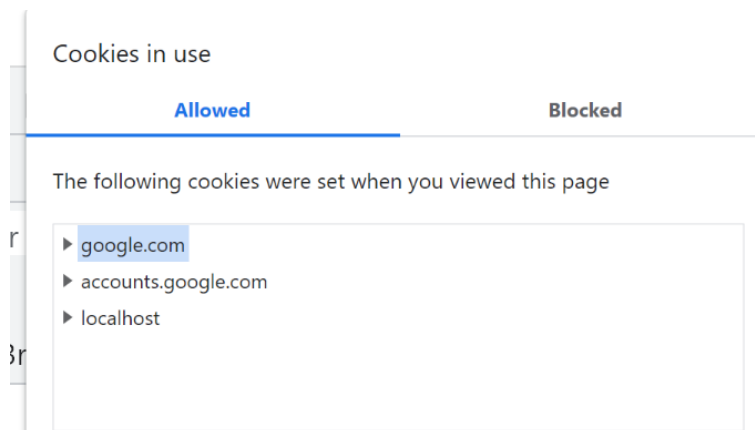 Cookies in use
Allowed Blocked
The following cookies were set when you viewed this page
google.com
accounts.google.com
localhost